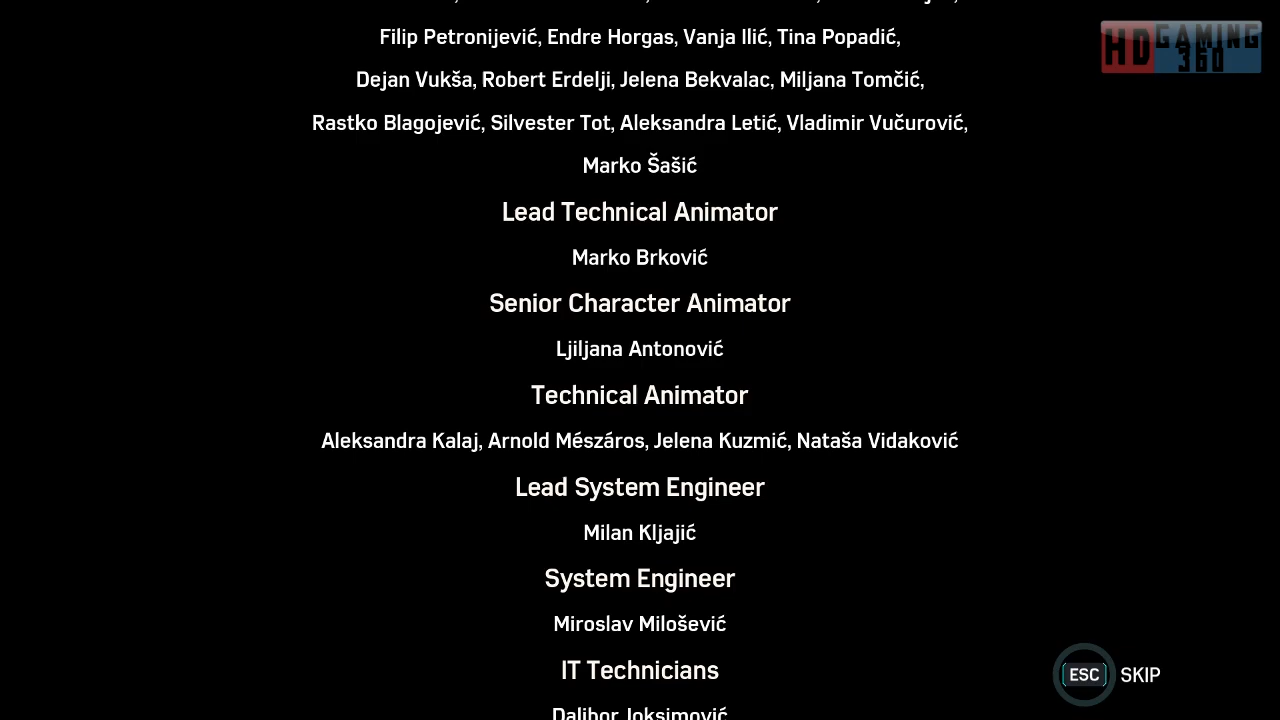 Filip Petronijević, Endre Horgas, Vanja Ilić, Tina Popadić,
Dejan Vukša, Robert Erdelji, Jelena Bekvalac, Miljana Tomčić,
Rastko Blagojević, Silvester Tot, Aleksandra Letić, Vladimir Vučurović,
Marko Šašić
Lead Technical Animator
Marko Brković
Senior Character Animator
Ljiljana Antonović
Technical Animator
Aleksandra Kalaj, Arnold Mészáros, Jelena Kuzmić, Nataša Vidaković
Lead System Engineer
Milan Kljajić
System Engineer
Miroslav Milošević
IT Technicians
Dalibor Joksimović
HD GAMING
360
ESC SKIP